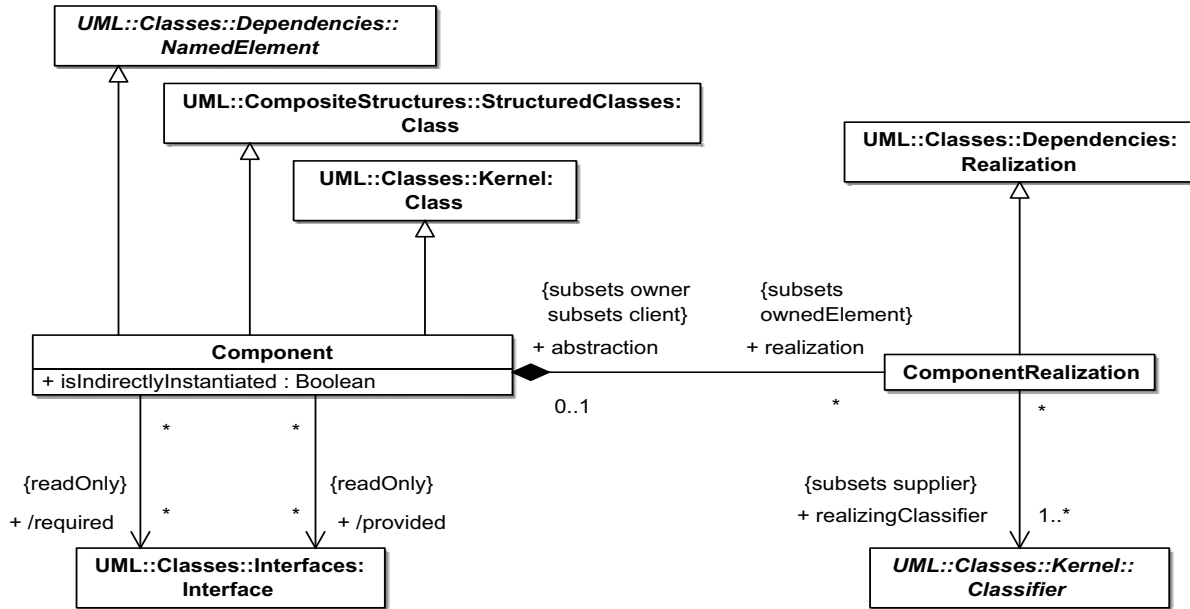 UML::Classes::Dependencies::
NamedElement
UML::CompositeStructures::StructuredClasses:
Class
UML::Classes::Kernel:
Class
UML::Classes::Dependencies:
Realization
{subsets owner
subsets client}
+ abstraction
{subsets
ownedElement}
+ realization
Component
+ isIndirectlyInstantiated : Boolean
ComponentRealization
0..1
*
*
*
*
{readOnly}
+ /required
*
*
{readOnly}
+ /provided
{subsets supplier}
+ realizingClassifier
1..*
UML::Classes::Interfaces:
Interface
UML::Classes::Kernel::
Classifier